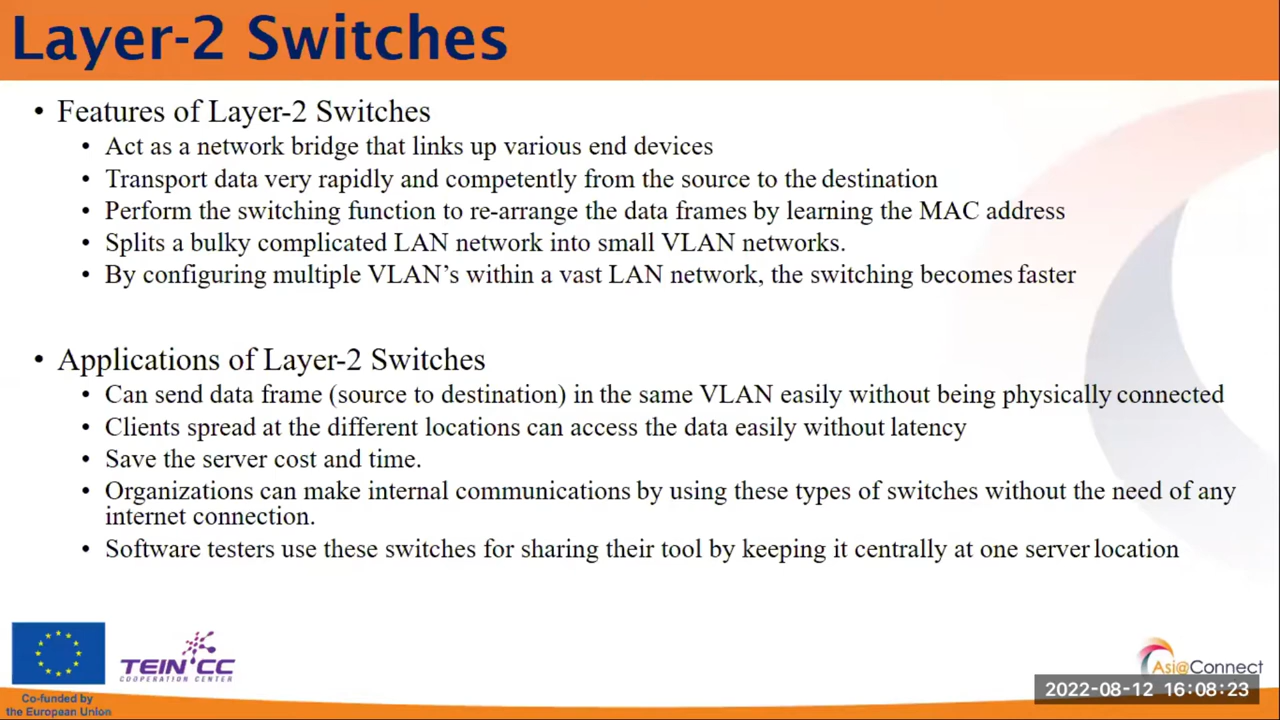 Layer-2 Switches
• Features of Layer-2 Switches
• Act as a network bridge that links up various end devices
• Transport data very rapidly and competently from the source to the destination
• Perform the switching function to re-arrange the data frames by learning the MAC address
• Splits a bulky complicated LAN network into small VLAN networks.
• By configuring multiple VLAN’s within a vast LAN network, the switching becomes faster
• Applications of Layer-2 Switches
• Can send data frame (source to destination) in the same VLAN easily without being physically connected
• Clients spread at the different locations can access the data easily without latency
• Save the server cost and time.
• Organizations can make internal communications by using these types of switches without the need of any
internet connection.
• Software testers use these switches for sharing their tool by keeping it centrally at one server location
TEIN*CC
COOPERATION CENTER
Asi@Connect
2022-08-12 16:08:23
Co-funded by
the European Union